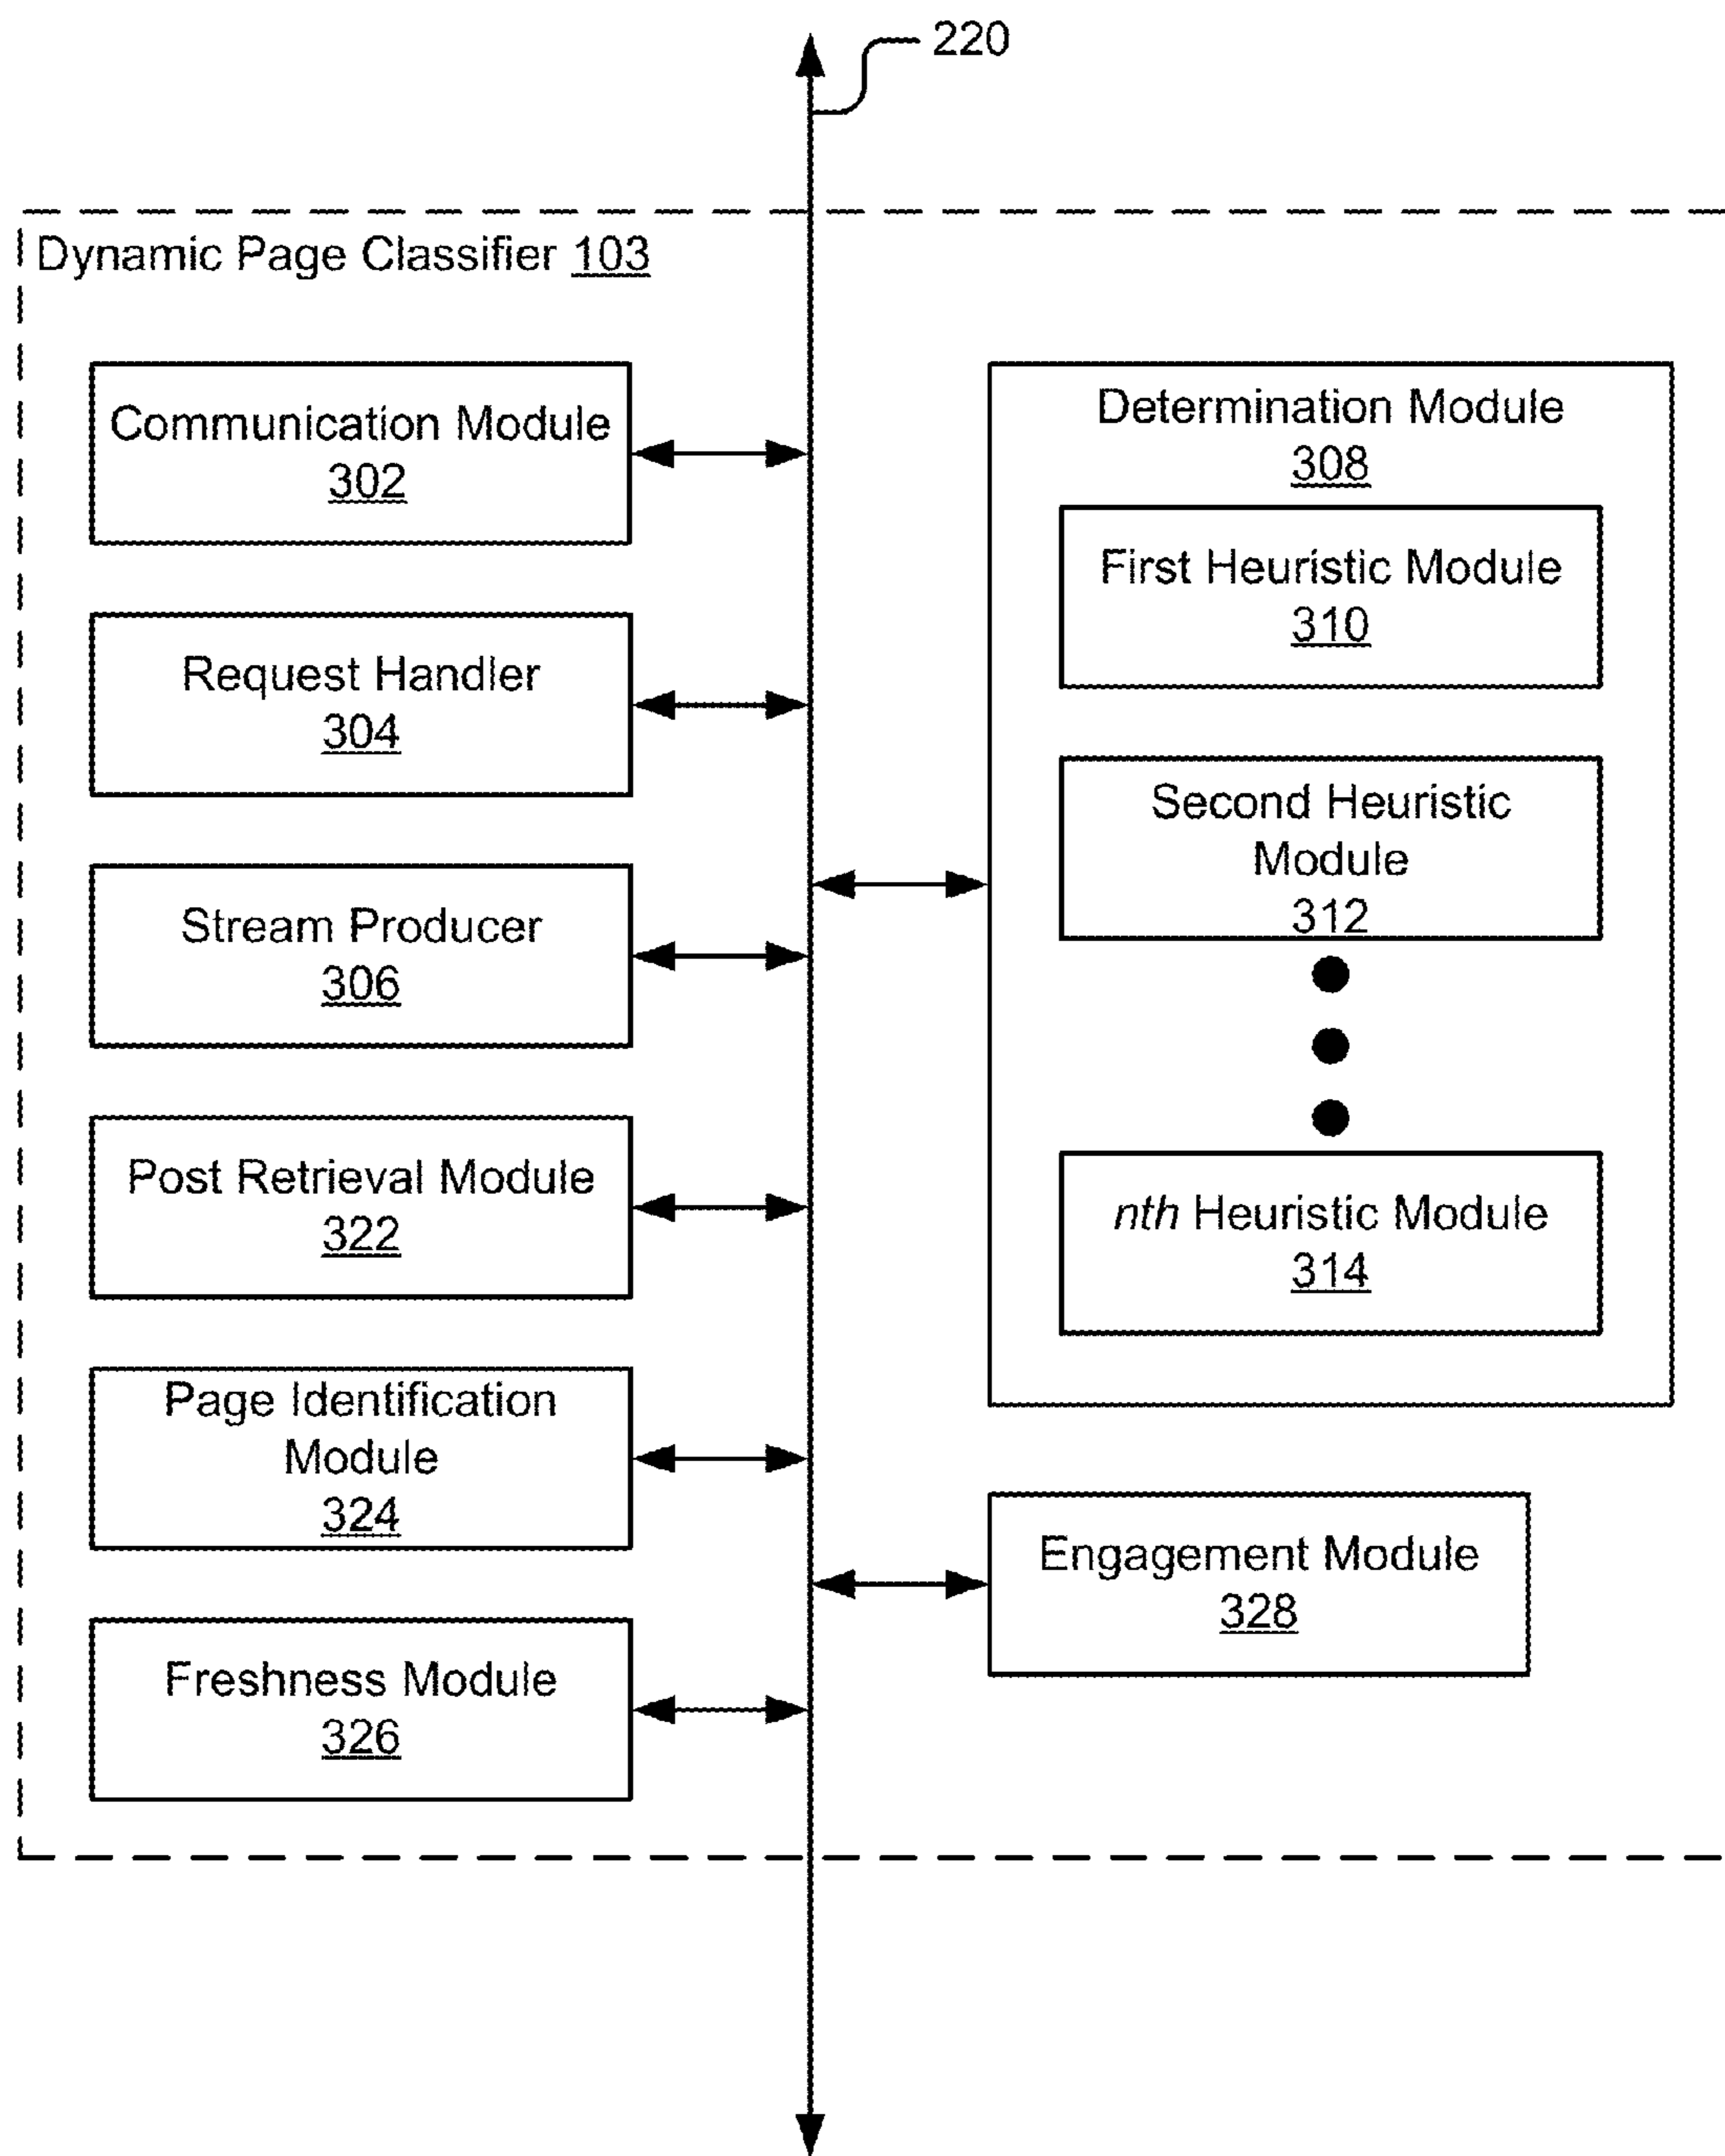 220
Dynamic Page Classifier 103
Communication Module
302
Request Handler
304
Stream Producer
306
Post Retrieval Module
322
Page Identification
Module
324
Freshness Module
326
Determination Module
308
First Heuristic Module
310
Second Heuristic
Module
312
nth Heuristic Module
314
Engagement Module
328